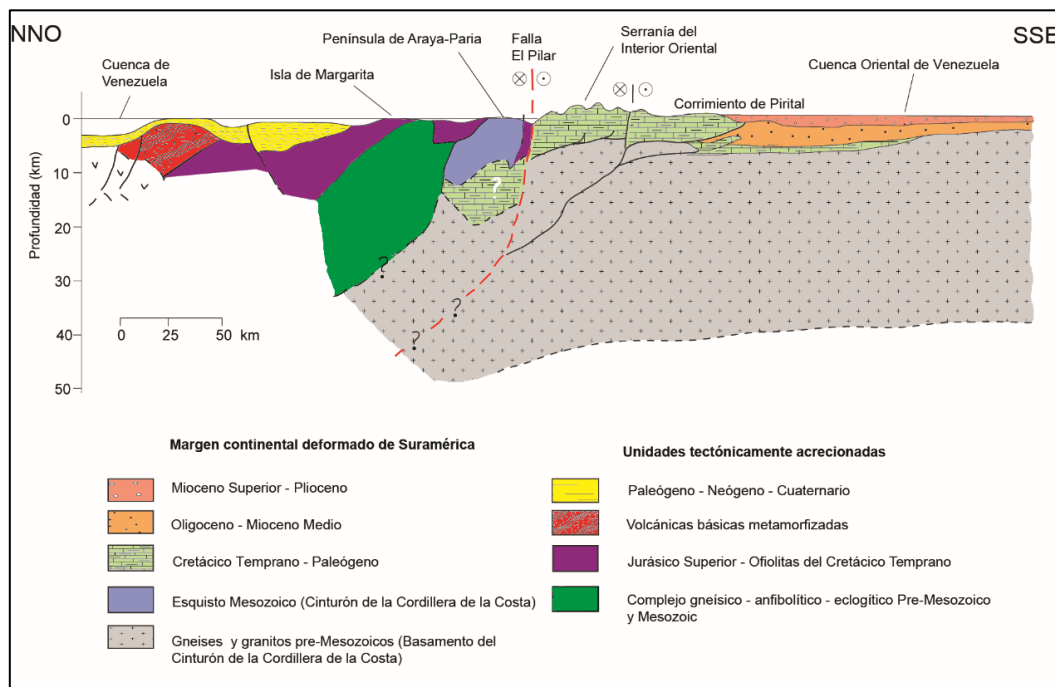 NNO
SSE
Cuenca de
Venezuela
Isla de Margarita
Península de Araya-Paria
Falla
El Pilar
Serranía del
Interior Oriental
Corrimiento de Pirital
Cuenca Oriental de Venezuela
Profundidad (km)
0
10
20
30
40
50
?
?
?
?
0 25 50
km
Margen continental deformado de Suramérica
Mioceno Superior - Plioceno
Oligoceno - Mioceno Medio
Cretácico Temprano - Paleógeno
Esquisto Mesozoico (Cinturón de la Cordillera de la Costa)
Gneises y granitos pre-Mesozoicos (Basamento del
Cinturón de la Cordillera de la Costa)
Unidades tectónicamente acrecionadas
Paleógeno - Neógeno - Cuaternario
Volcánicas básicas metamorfizadas
Jurásico Superior - Ofiolitas del Cretácico Temprano
Complejo gneísico - anfibolítico - eclogítico Pre-Mesozoico
y Mesozoic